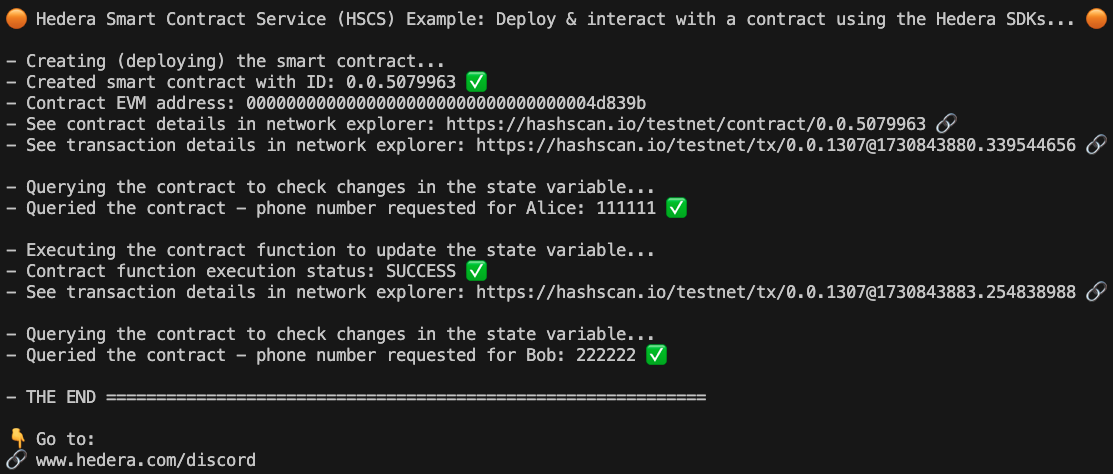 🟠 Hedera Smart Contract Service (HSCS) Example: Deploy & interact with a contract using the Hedera SDKs... 🟠
- Creating (deploying) the smart contract...
- Created smart contract with ID: 0.0.5079963 ✅
- Contract EVM address: 00000000000000000000000000000000004d839b
- See contract details in network explorer: https://hashscan.io/testnet/contract/0.0.5079963 🔗
- See transaction details in network explorer: https://hashscan.io/testnet/tx/0.0.1307@1730843880.339544656 🔗
- Querying the contract to check changes in the state variable...
- Queried the contract – phone number requested for Alice: 111111 ✅
- Executing the contract function to update the state variable...
- Contract function execution status: SUCCESS ✅
- See transaction details in network explorer: https://hashscan.io/testnet/tx/0.0.1307@1730843883.254838988 🔗
- Querying the contract to check changes in the state variable...
- Queried the contract – phone number requested for Bob: 222222 ✅
- THE END ============================================================
👇 Go to:
🔗 www.hedera.com/discord